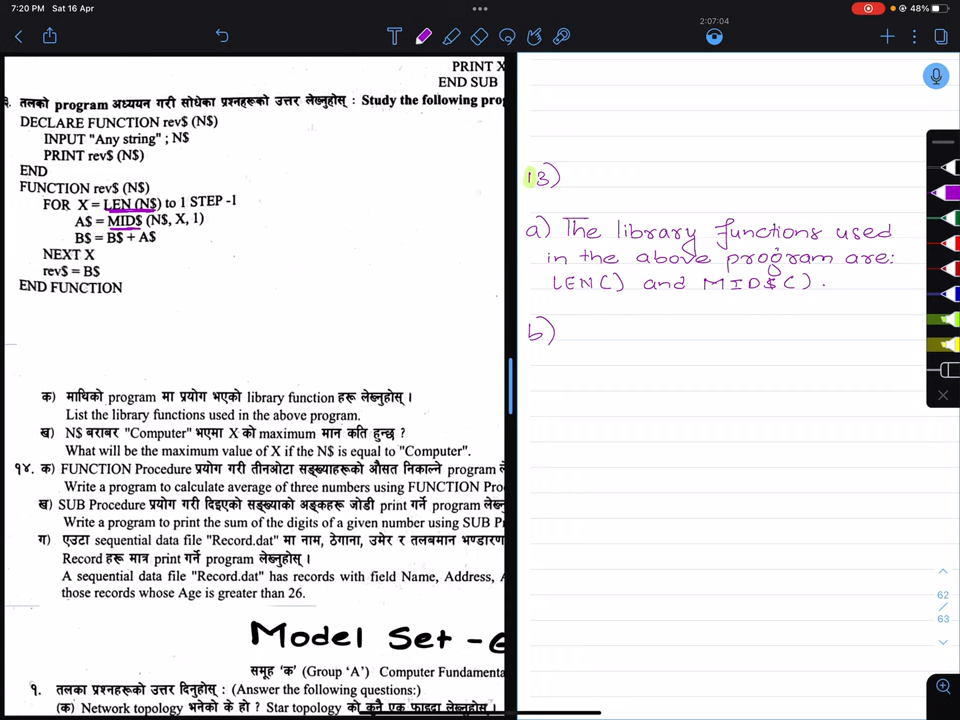 7:20 PM Sat 16 Apr
2:07:04
48%
PRINT X
END SUB
३. तलको program अध्ययन गरी सोधेका प्रश्नहरूको उत्तर लेख्नुहोस् : Study the following prog
DECLARE FUNCTION rev$ (N$)
INPUT "Any string" ; N$
PRINT rev$ (N$)
END
FUNCTION rev$ (N$)
FOR X = LEN (N$) to 1 STEP -1
A$ = MID$ (N$, X, 1)
B$ = B$ + A$
NEXT X
rev$ = B$
END FUNCTION
क) माथिको program मा प्रयोग भएको library function हरू लेख्नुहोस् ।
List the library functions used in the above program.
ख) N$ बराबर "Computer" भएमा X को maximum मान कति हुन्छ ?
What will be the maximum value of X if the N$ is equal to "Computer".
१४. क) FUNCTION Procedure प्रयोग गरी तीनओटा सङ्ख्याहरूको औसत निकाल्ने program ले
Write a program to calculate average of three numbers using FUNCTION Pro
ख) SUB Procedure प्रयोग गरी दिइएको सङ्ख्याको अङ्कहरू जोडी print गर्ने program लेख्नु
Write a program to print the sum of the digits of a given number using SUB P
ग) एउटा sequential data file "Record.dat" मा नाम, ठेगाना, उमेर र तलबमान भण्डारण
Record हरू मात्र print गर्ने program लेख्नुहोस् ।
A sequential data file "Record.dat" has records with field Name, Address, A
those records whose Age is greater than 26.
Model Set - 6
समूह 'क' (Group 'A') Computer Fundamenta
१. तलका प्रश्नहरूको उत्तर दिनुहोस् : (Answer the following questions:)
(क) Network topology भनेको के हो ? Star topology को कुनै एक फाइदा लेख्नुहोस् ।
13)
a) The library functions used
in the above program are:
LEN() and MID$().
b)
62
/
63